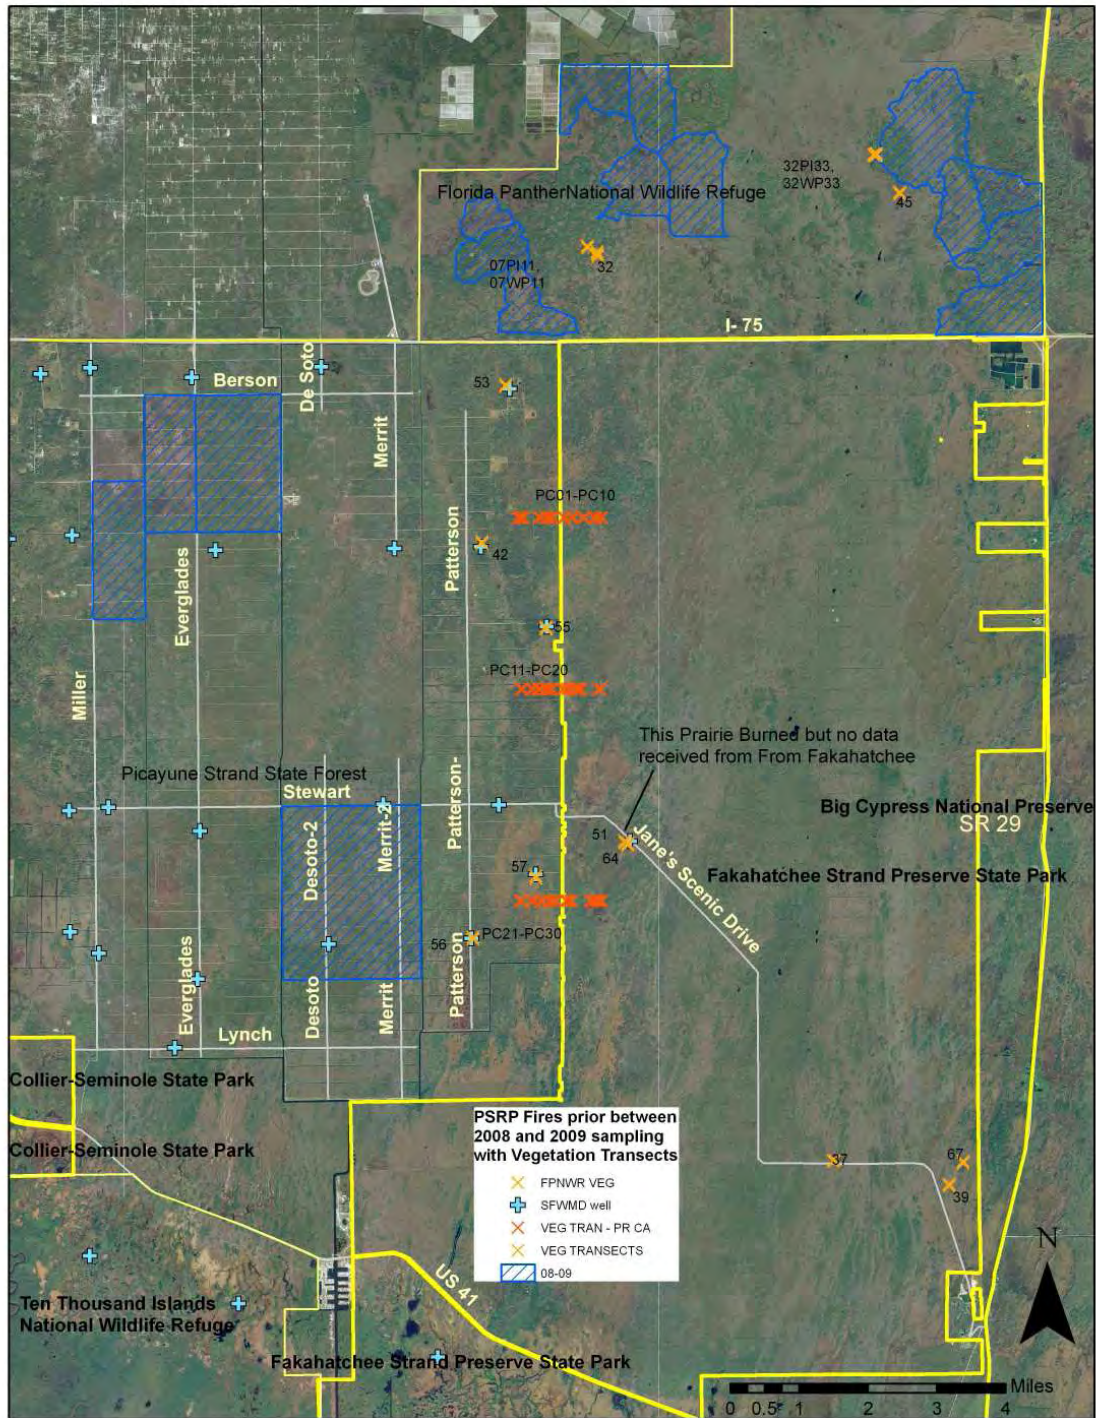 32PI33,
32WP33
Florida PantherNational Wildlife Refuge
45
07PI11,
07WP11
32
I- 75
De Soto
Berson
53
Merrit
PC01-PC10
Patterson
42
Everglades
55
PC11-PC20
Miller
This Prairie Burned but no data
received from From Fakahatchee
Picayune Strand State Forest
Stewart
Patterson-
Big Cypress National Preserve
SR 29
Desoto-2
Merrit-2
51
64
Jane's Scenic Drive
57
Fakahatchee Strand Preserve State Park
PC21-PC30
56
Patterson
Everglades
Desoto
Merrit
Lynch
Collier-Seminole State Park
Collier-Seminole State Park
PSRP Fires prior between
2008 and 2009 sampling
with Vegetation Transects
FPNWR VEG
SFWMD well
VEG TRAN - PR CA
VEG TRANSECTS
08-09
37
67
39
N
US 41
Ten Thousand Islands
National Wildlife Refuge
Fakahatchee Strand Preserve State Park
Miles
0 0.5 1 2 3 4